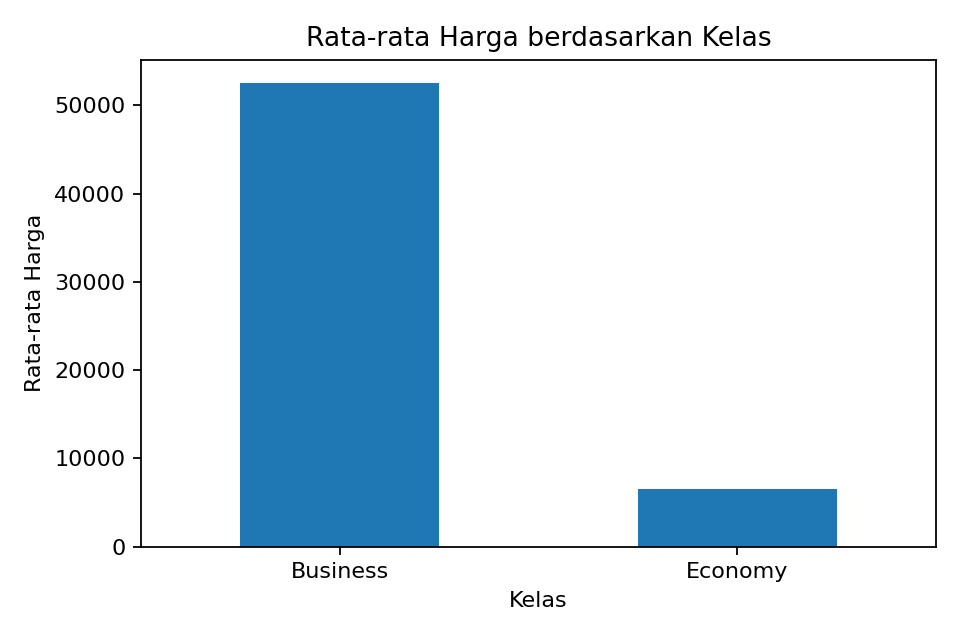 Rata-rata Harga berdasarkan Kelas
Rata-rata Harga
50000
40000
30000
20000
10000
0
Business
Economy
Kelas